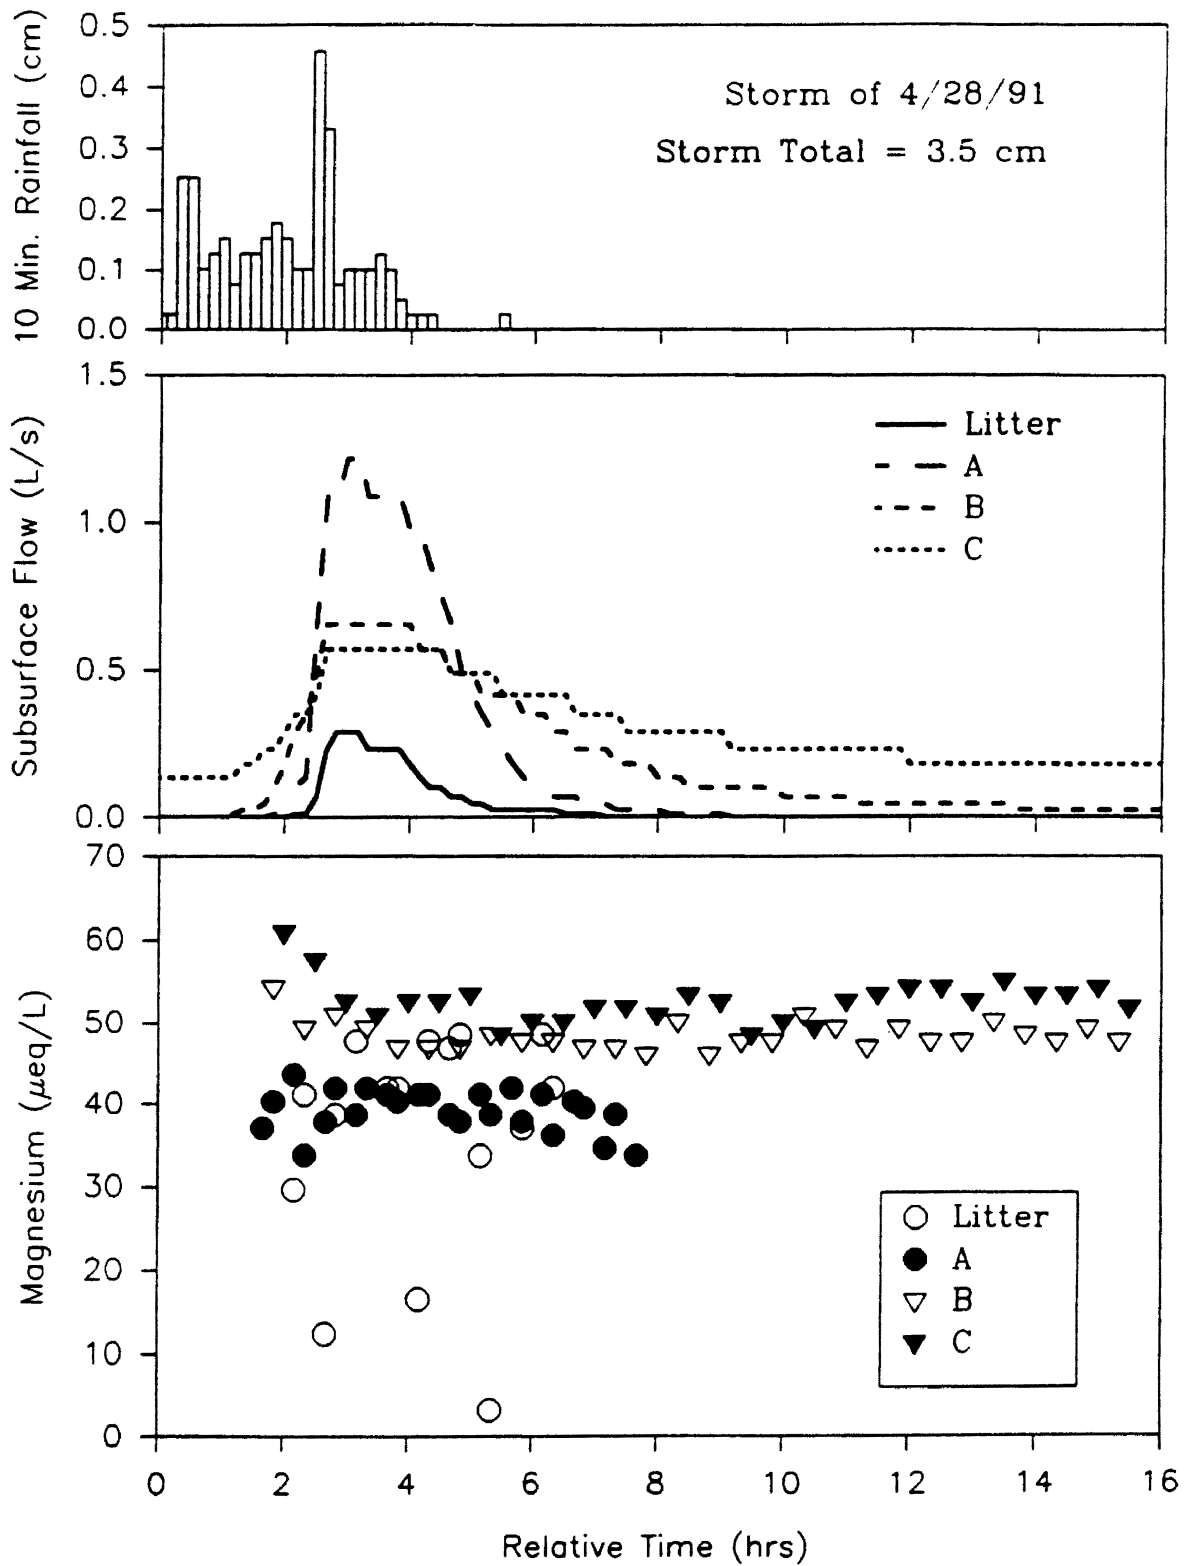 10 Min. Rainfall (cm)
0.5
0.4
0.3
0.2
0.1
0.0
Storm of 4/28/91
Storm Total = 3.5 cm
Subsurface Flow (L/s)
1.5
1.0
0.5
0.0
Litter
A
B
C
Magnesium (μeq/L)
70
60
50
40
30
20
10
0
Litter
A
B
C
0 2 4 6 8 10 12 14 16
Relative Time (hrs)